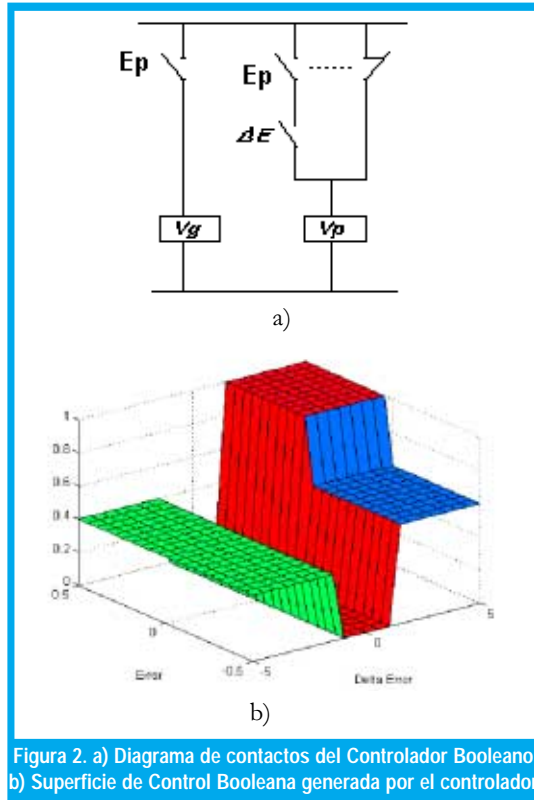 Ep
Ep
ΔE
Vg
Vp
a)
1
0.8
0.6
0.4
0.2
0
0.5
0
-0.5
Error
-5
0
5
Delta Error
b)
Figura 2. a) Diagrama de contactos del Controlador Booleano
b) Superficie de Control Booleana generada por el controlador